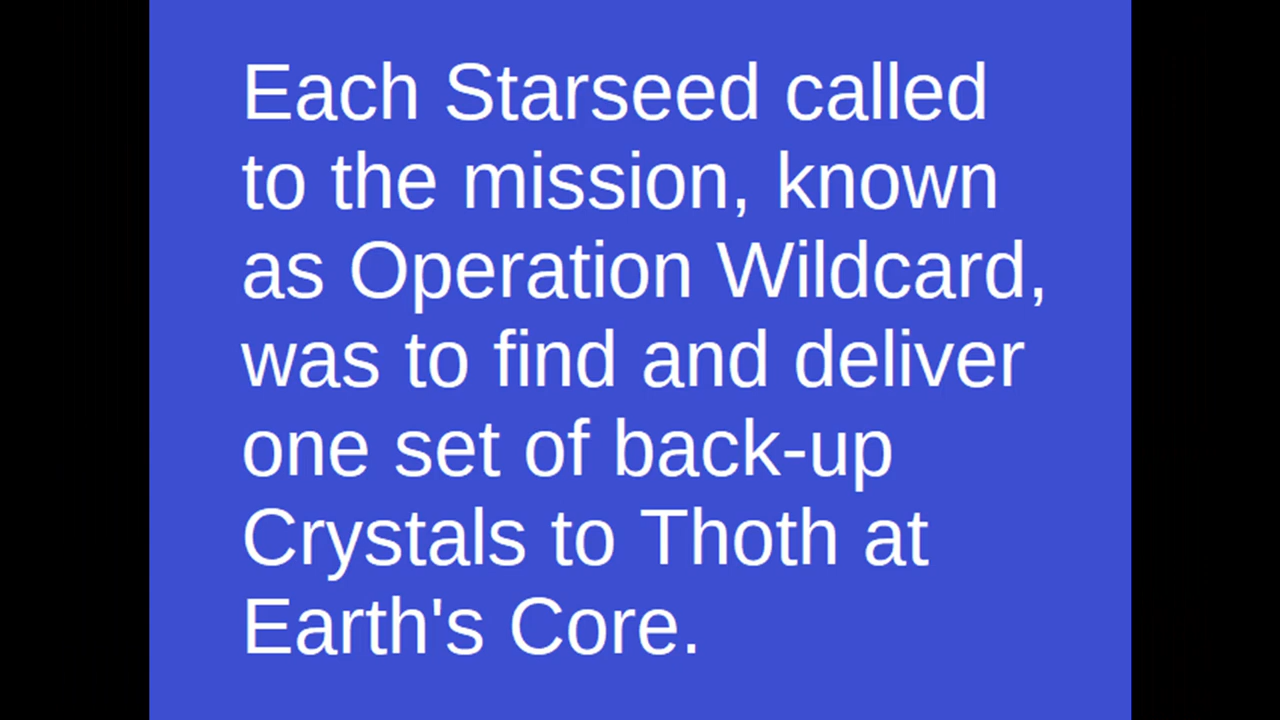 Each Starseed called
to the mission, known
as Operation Wildcard,
was to find and deliver
one set of back-up
Crystals to Thoth at
Earth's Core.